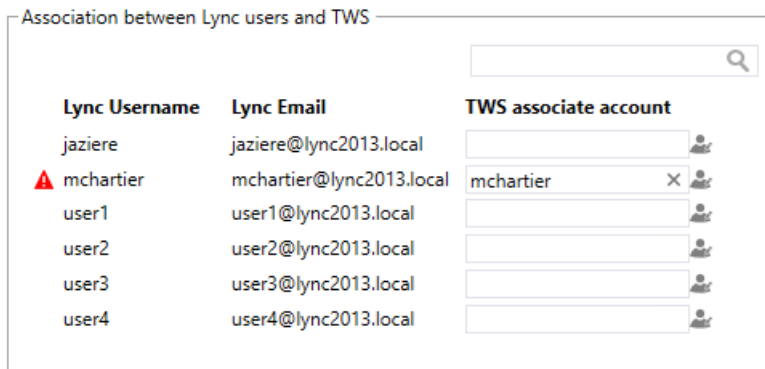 Association between Lync users and TWS
Lync Username Lync Email TWS associate account
jaziere jaziere@lync2013.local
mchartier mchartier@lync2013.local mchartier
user1 user1@lync2013.local
user2 user2@lync2013.local
user3 user3@lync2013.local
user4 user4@lync2013.local